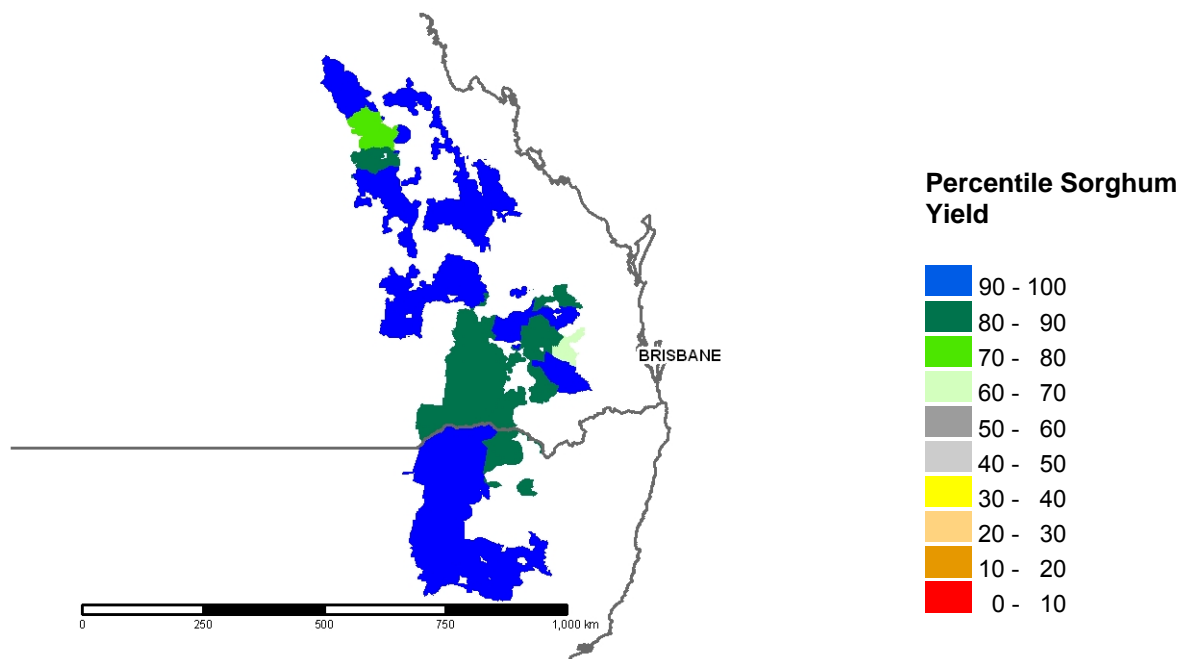 BRISBANE
0 250 500 750 1,000 km
Percentile Sorghum
Yield
90 - 100
80 - 90
70 - 80
60 - 70
50 - 60
40 - 50
30 - 40
20 - 30
10 - 20
0 - 10